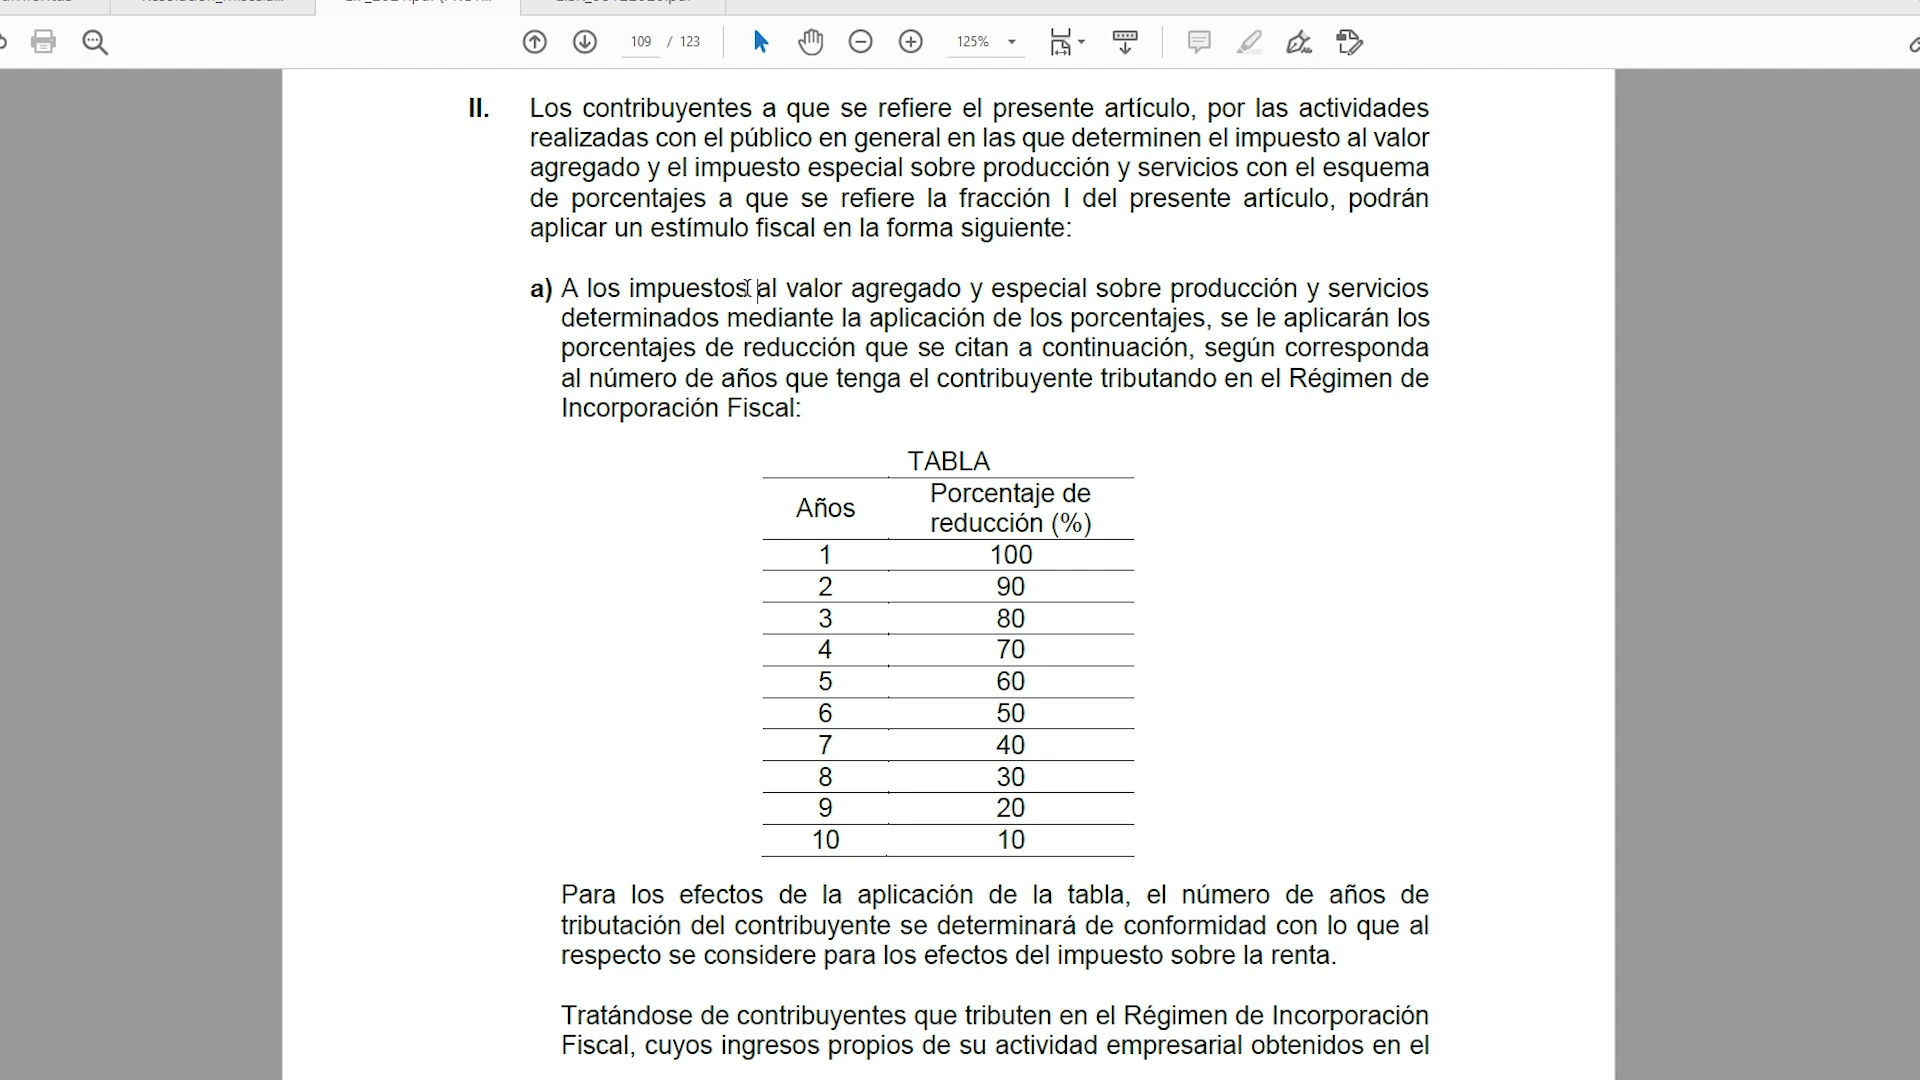 109 / 123
125%
II. Los contribuyentes a que se refiere el presente artículo, por las actividades
realizadas con el público en general en las que determinen el impuesto al valor
agregado y el impuesto especial sobre producción y servicios con el esquema
de porcentajes a que se refiere la fracción I del presente artículo, podrán
aplicar un estímulo fiscal en la forma siguiente:
a) A los impuestos al valor agregado y especial sobre producción y servicios
determinados mediante la aplicación de los porcentajes, se le aplicarán los
porcentajes de reducción que se citan a continuación, según corresponda
al número de años que tenga el contribuyente tributando en el Régimen de
Incorporación Fiscal:
TABLA
Años Porcentaje de
reducción (%)
1 100
2 90
3 80
4 70
5 60
6 50
7 40
8 30
9 20
10 10
Para los efectos de la aplicación de la tabla, el número de años de
tributación del contribuyente se determinará de conformidad con lo que al
respecto se considere para los efectos del impuesto sobre la renta.
Tratándose de contribuyentes que tributen en el Régimen de Incorporación
Fiscal, cuyos ingresos propios de su actividad empresarial obtenidos en el